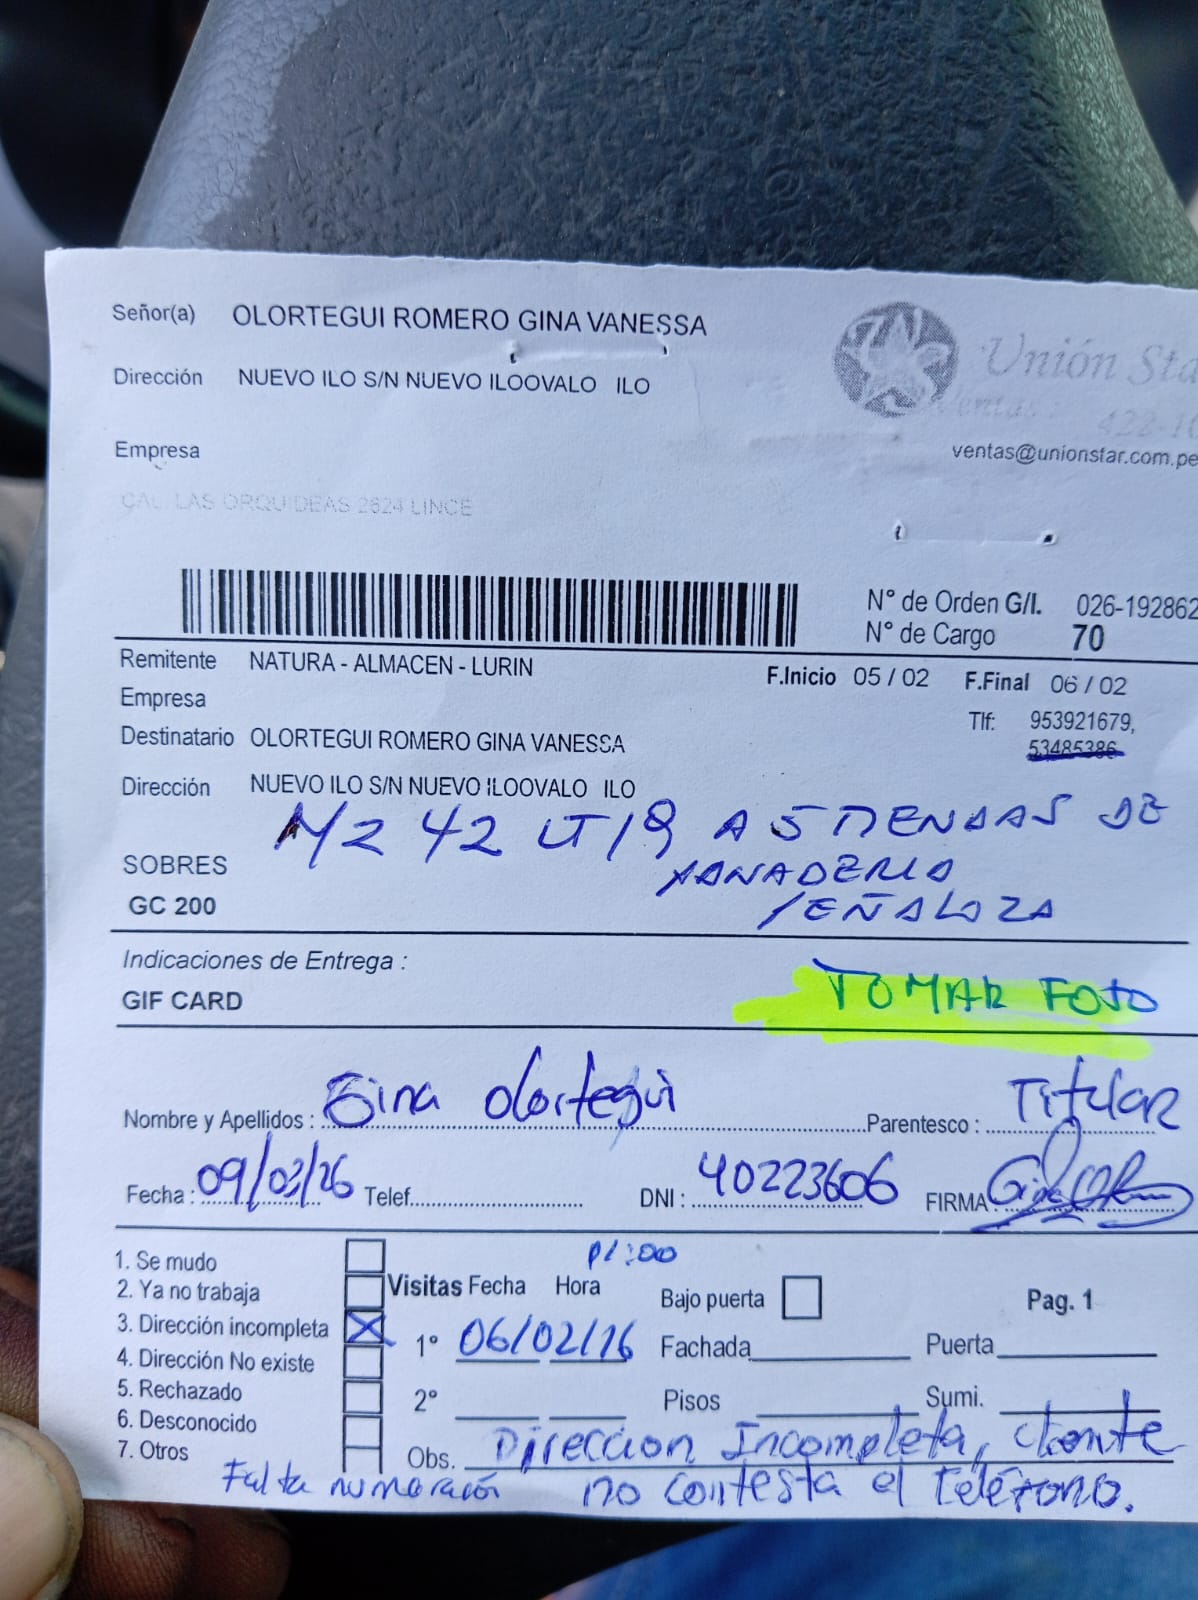 Señor(a) OLORTEGUI ROMERO GINA VANESSA
Unión Sta
Dirección NUEVO ILO S/N NUEVO ILOOVALO ILO
Ventas:
422-10
Empresa
ventas@unionstar.com.pe
CAL. LAS ORQUIDEAS 2624 LINCE
N° de Orden G/I. 026-192862
N° de Cargo 70
Remitente NATURA - ALMACEN - LURIN
F.Inicio 05 / 02 F.Final 06 / 02
Empresa
Tlf: 953921679,
53485386
Destinatario OLORTEGUI ROMERO GINA VANESSA
Dirección NUEVO ILO S/N NUEVO ILOOVALO ILO
MZ 42 LT 19 A 5 TIENDAS DE
PANADERIA
PEÑALOZA
SOBRES
GC 200
Indicaciones de Entrega :
GIF CARD
TOMAR FOTO
Nombre y Apellidos : Gina Olortegui Parentesco : Titular
Fecha : 09/02/26 Telef. DNI : 40223606 FIRMA :
1. Se mudo
2. Ya no trabaja
3. Dirección incompleta
4. Dirección No existe
5. Rechazado
6. Desconocido
7. Otros
Visitas Fecha Hora
1° 06/02/26
2°
Bajo puerta
Pag. 1
Fachada Puerta
Pisos Sumi.
Obs. Dirección Incompleta, cliente
Falta numeración no contesta el teléfono.